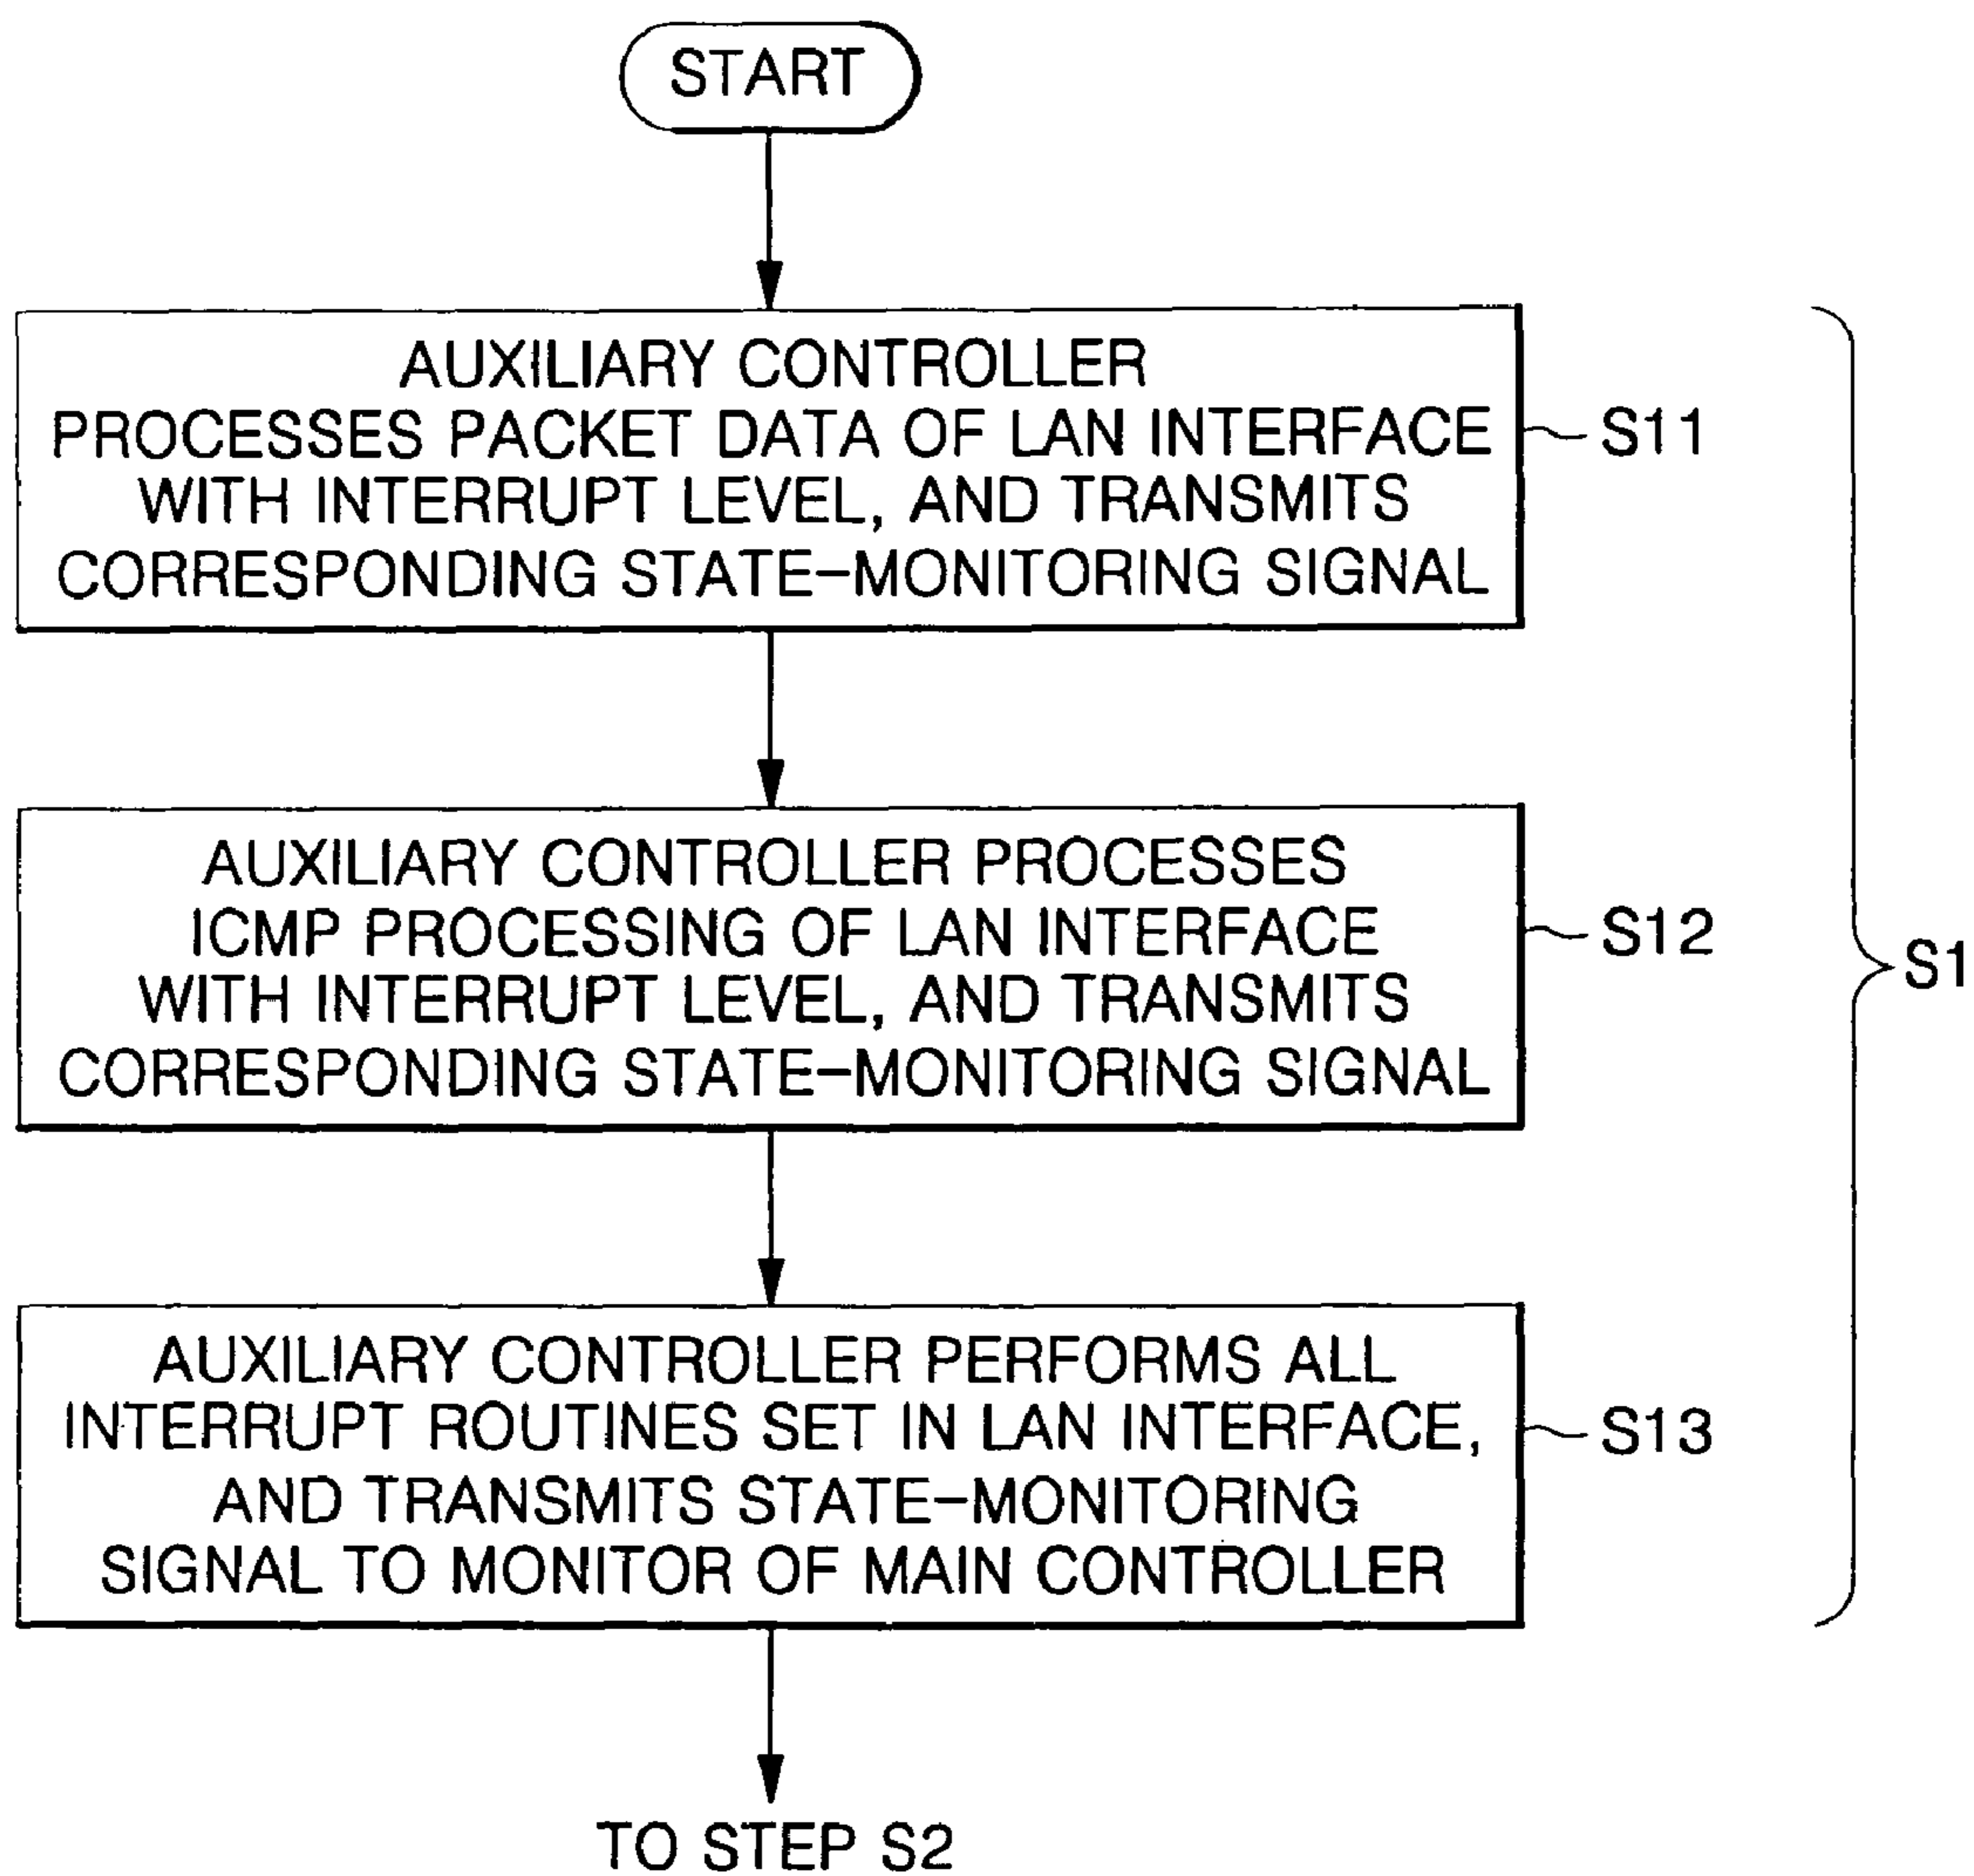 START
AUXILIARY CONTROLLER
PROCESSES PACKET DATA OF LAN INTERFACE
WITH INTERRUPT LEVEL, AND TRANSMITS
CORRESPONDING STATE-MONITORING SIGNAL
S11
AUXILIARY CONTROLLER PROCESSES
ICMP PROCESSING OF LAN INTERFACE
WITH INTERRUPT LEVEL, AND TRANSMITS
CORRESPONDING STATE-MONITORING SIGNAL
S12
S1
AUXILIARY CONTROLLER PERFORMS ALL
INTERRUPT ROUTINES SET IN LAN INTERFACE,
AND TRANSMITS STATE-MONITORING
SIGNAL TO MONITOR OF MAIN CONTROLLER
S13
TO STEP S2